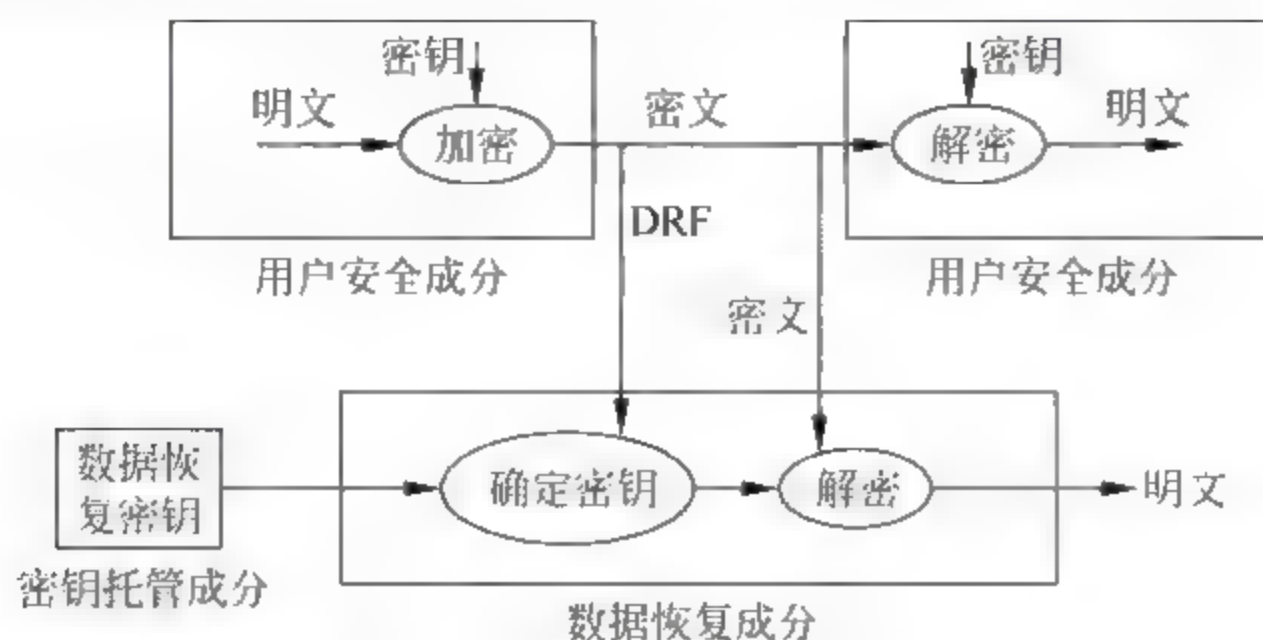 密钥
密钥
明文
加密
密文
解密
明文
DRF
用户安全成分
用户安全成分
密文
数据恢
复密钥
确定密钥
解密
明文
密钥托管成分
数据恢复成分